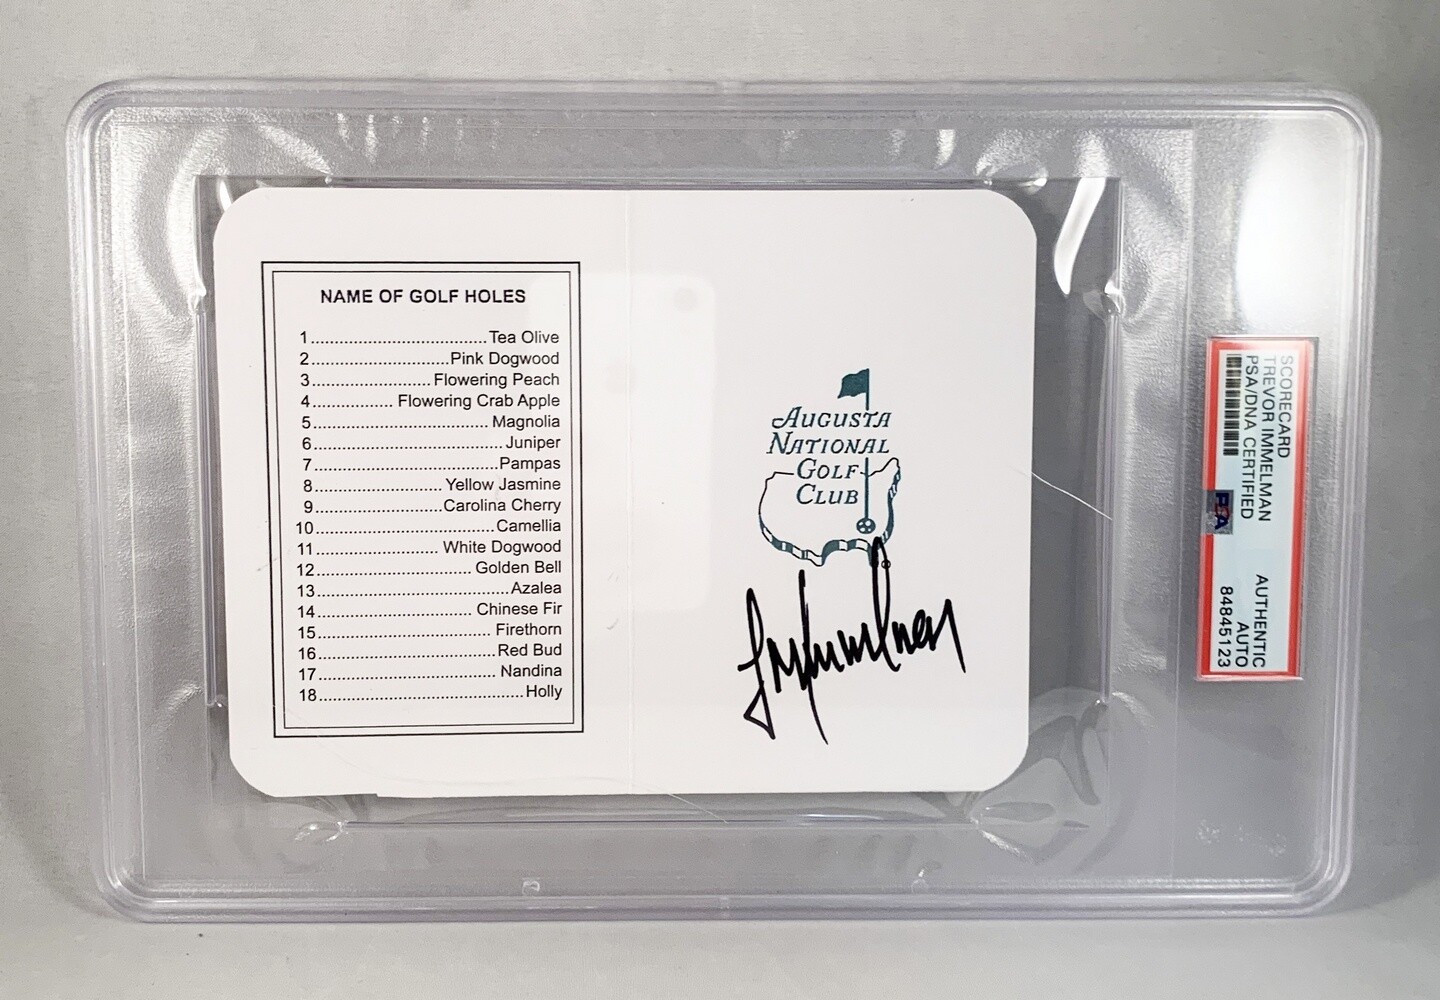 NAME OF GOLF HOLES
1........................................Tea Olive
2...............................Pink Dogwood
3.......................... Flowering Peach
4.................. Flowering Crab Apple
5....................................... Magnolia
6.......................................... Juniper
7.........................................Pampas
8............................. Yellow Jasmine
9............................Carolina Cherry
10.......................................Camellia
11........................... White Dogwood
12................................... Golden Bell
13...........................................Azalea
14................................... Chinese Fir
15....................................... Firethorn
16........................................Red Bud
17......................................... Nandina
18..............................................Holly
AUGUSTA
NATIONAL
GOLF
CLUB
®
SCORECARD
TREVOR IMMELMAN
PSA/DNA CERTIFIED
PSA
AUTHENTIC
AUTO
84845123